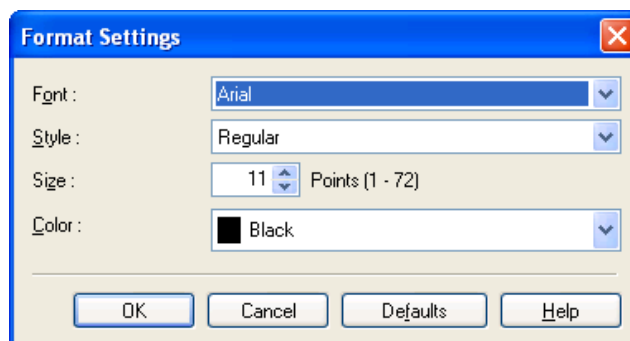 Format Settings
Font : Arial
Style : Regular
Size : 11 Points (1 - 72)
Color : Black
OK Cancel Defaults Help